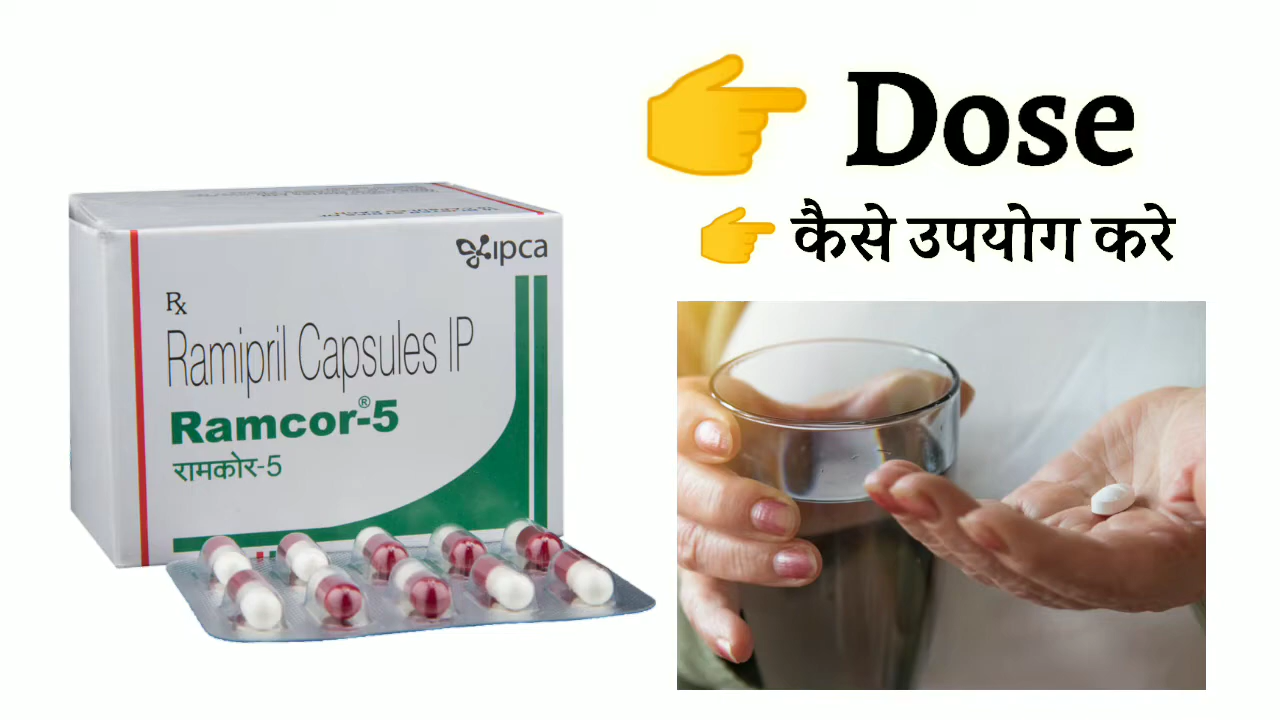 Dose
कैसे उपयोग करे
ipca
Rx
Ramipril Capsules IP
Ramcor®-5
रामकोर-5